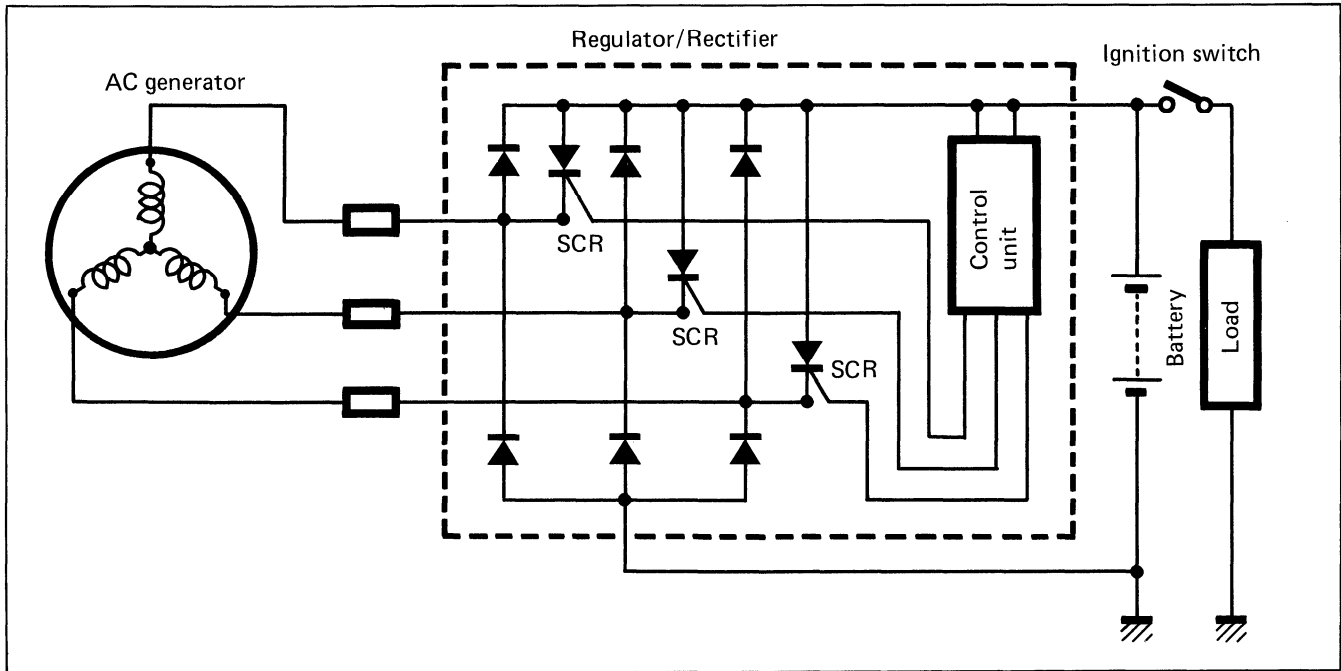 Regulator/Rectifier
Ignition switch
AC generator
SCR
SCR
SCR
Control
unit
Battery
Load